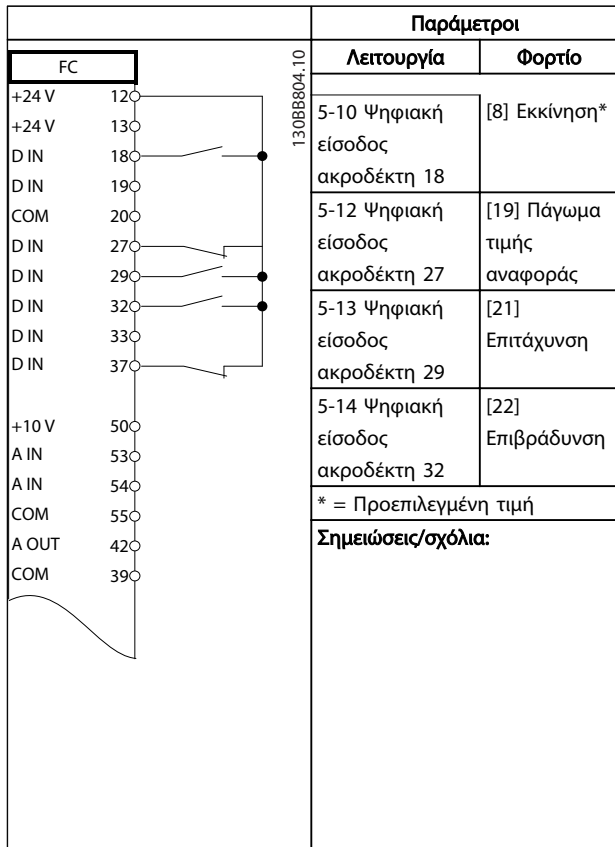 Παράμετροι
FC
Λειτουργία Φορτίο
130BB804.10
+24 V 12
+24 V 13
D IN 18
D IN 19
COM 20
D IN 27
D IN 29
D IN 32
D IN 33
D IN 37
+10 V 50
A IN 53
A IN 54
COM 55
A OUT 42
COM 39
5-10 Ψηφιακή [8] Εκκίνηση*
είσοδος
ακροδέκτη 18
5-12 Ψηφιακή [19] Πάγωμα
είσοδος τιμής
ακροδέκτη 27 αναφοράς
5-13 Ψηφιακή [21]
είσοδος Επιτάχυνση
ακροδέκτη 29
5-14 Ψηφιακή [22]
είσοδος Επιβράδυνση
ακροδέκτη 32
* = Προεπιλεγμένη τιμή
Σημειώσεις/σχόλια: